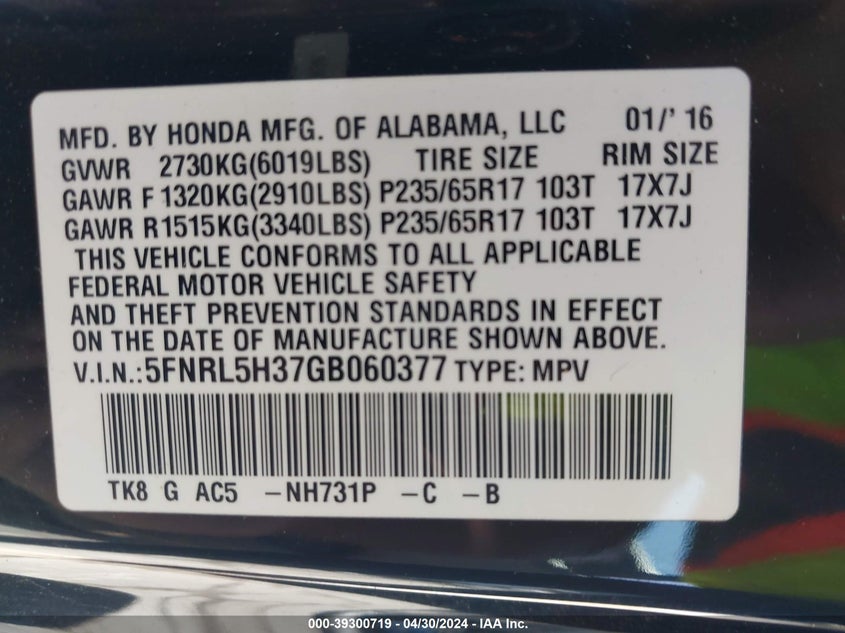 MFD. BY HONDA MFG. OF ALABAMA, LLC 01/' 16
GVWR 2730KG(6019LBS) TIRE SIZE RIM SIZE
GAWR F 1320KG(2910LBS) P235/65R17 103T 17X7J
GAWR R1515KG(3340LBS) P235/65R17 103T 17X7J
THIS VEHICLE CONFORMS TO ALL APPLICABLE
FEDERAL MOTOR VEHICLE SAFETY
AND THEFT PREVENTION STANDARDS IN EFFECT
ON THE DATE OF MANUFACTURE SHOWN ABOVE.
V.I.N.:5FNRL5H37GB060377 TYPE: MPV
TK8 G AC5 -NH731P -C -B
000-39300719 - 04/30/2024 - IAA Inc.